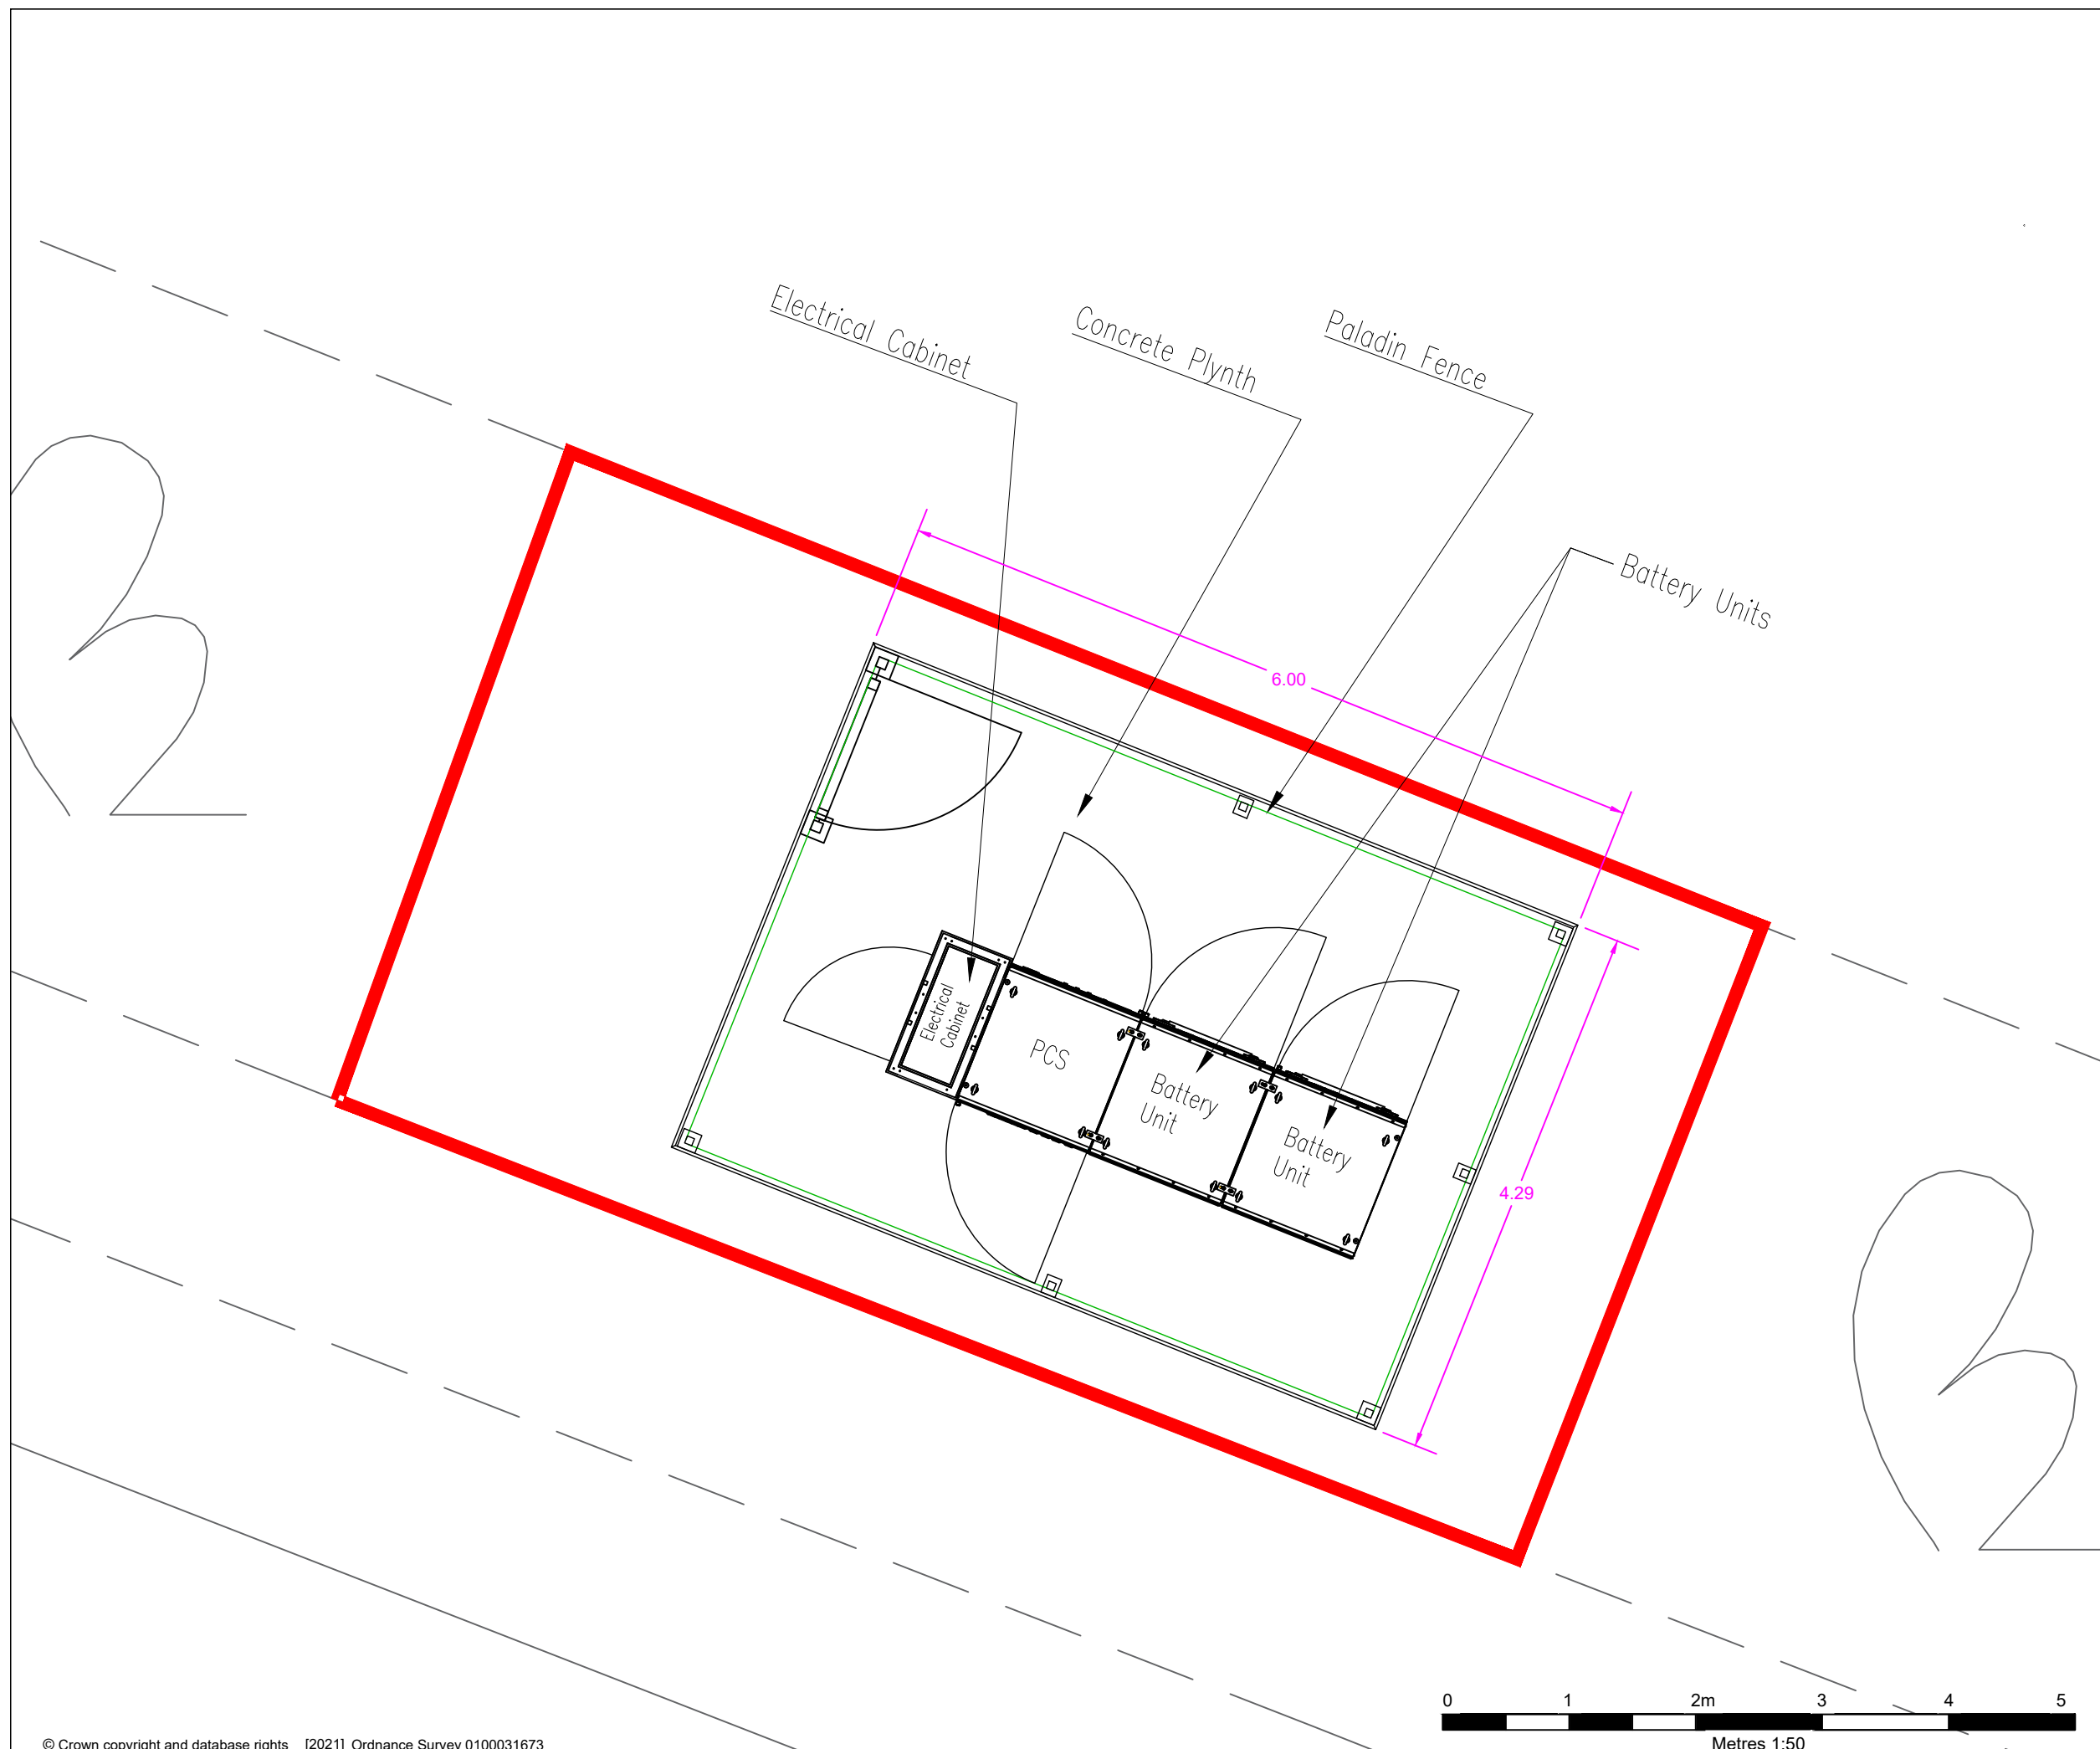 Electrical Cabinet
Concrete Plynth
Paladin Fence
Battery Units
6.00
Electrical
Cabinet
PCS
Battery
Unit
Battery
Unit
4.29
0 1 2m 3 4 5
Metres 1:50
© Crown copyright and database rights [2021] Ordnance Survey 0100031673